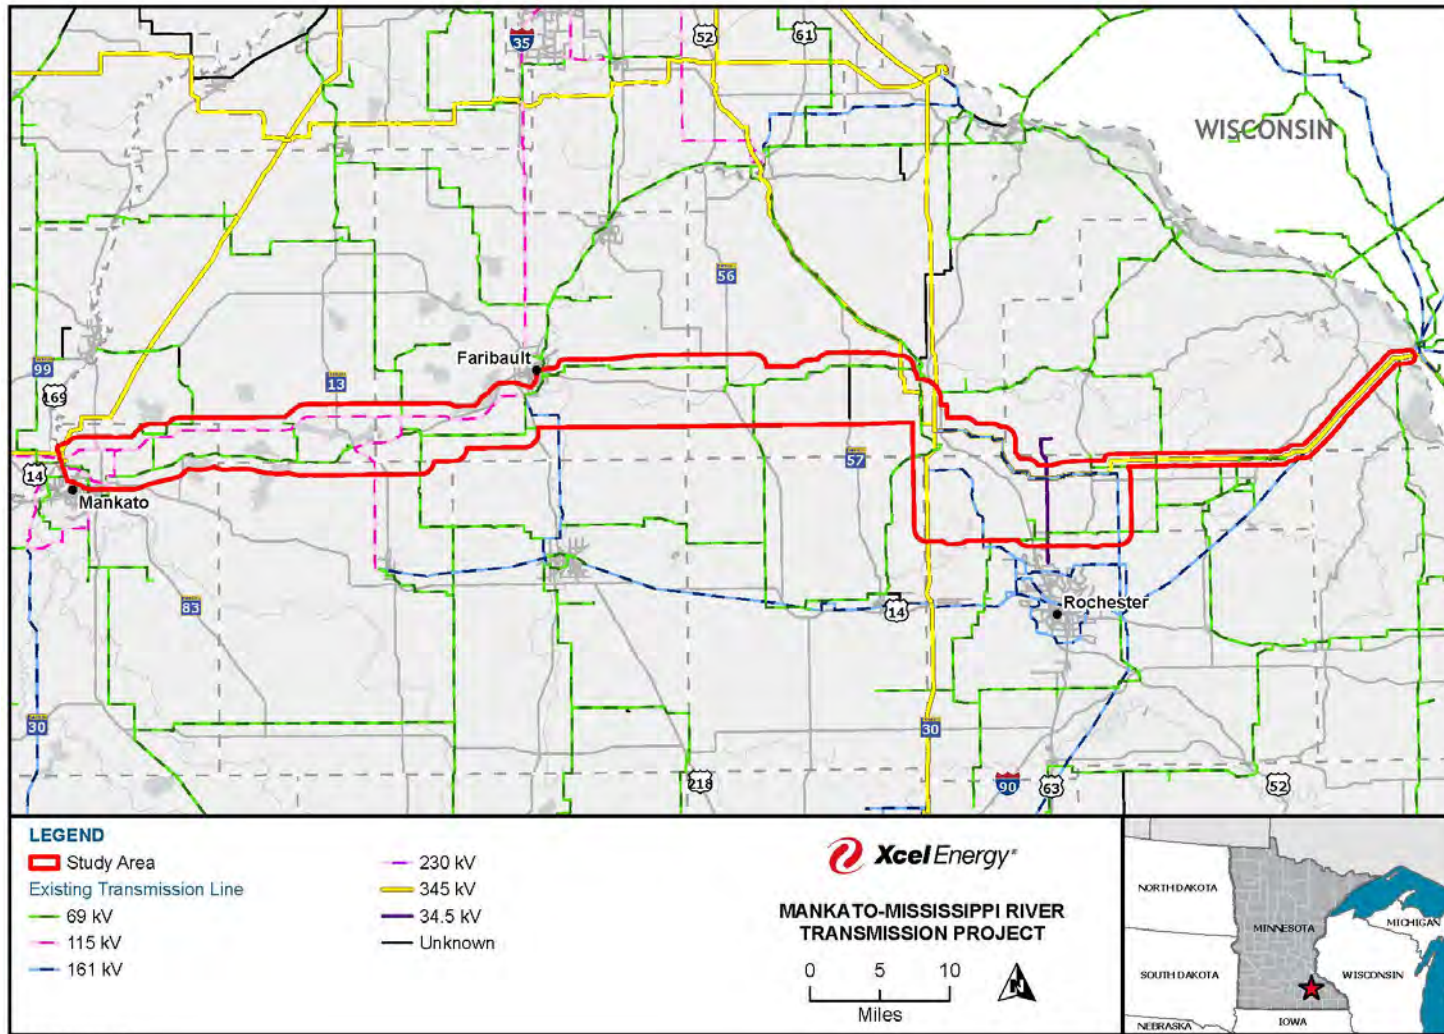 35
52
61
WISCONSIN
56
Faribault
99
13
169
57
14
Mankato
83
14
Rochester
30
30
218
90
63
52
LEGEND
Study Area
Existing Transmission Line
69 kV
115 kV
161 kV
230 kV
345 kV
34.5 kV
Unknown
Xcel Energy®
MANKATO-MISSISSIPPI RIVER
TRANSMISSION PROJECT
0 5 10
Miles
N
NORTH DAKOTA
MINNESOTA
MICHIGAN
SOUTH DAKOTA
WISCONSIN
NEBRASKA
IOWA